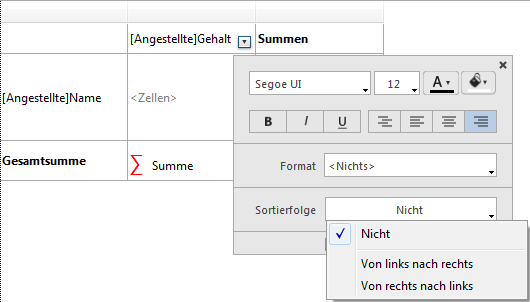 [Angestellte]Gehalt Summen
Segoe UI 12 A
[Angestellte]Name <Zellen>
B I U
Gesamtsumme ∑ Summe
Format <Nichts>
Sortierfolge Nicht
Nicht
Von links nach rechts
Von rechts nach links